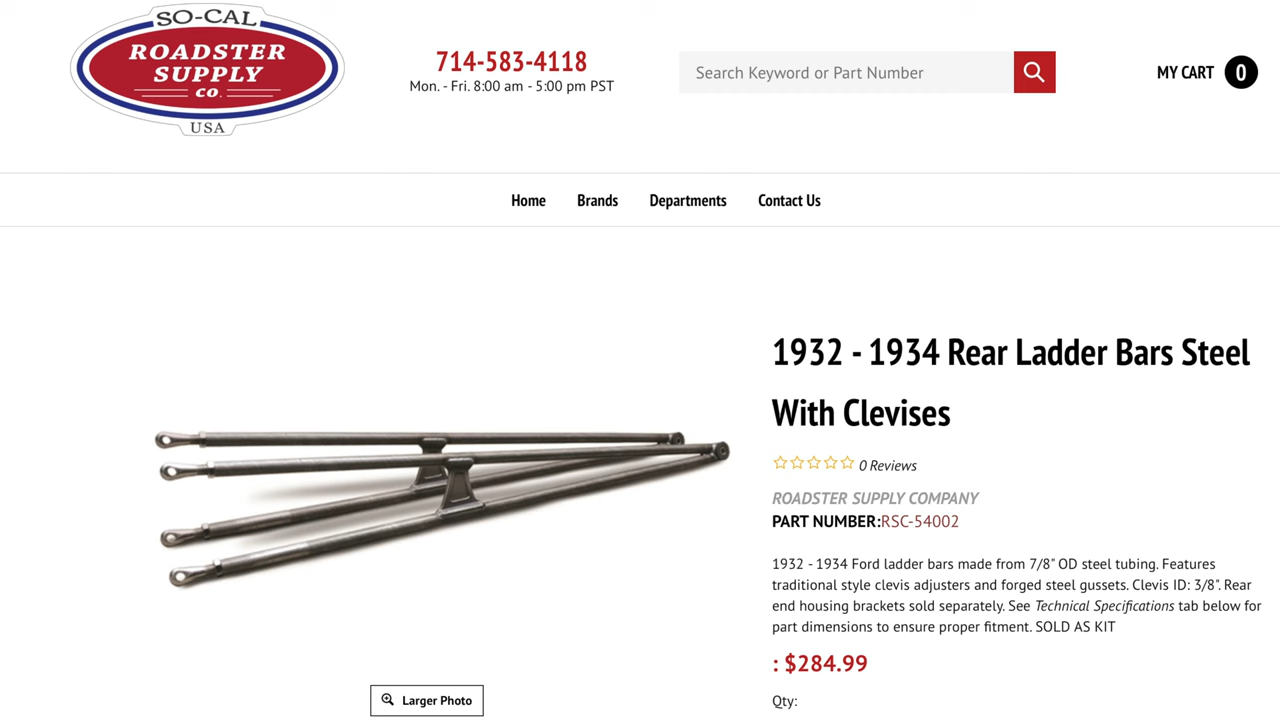 SO-CAL
ROADSTER
SUPPLY
CO.
USA
714-583-4118
Mon. - Fri. 8:00 am - 5:00 pm PST
Search Keyword or Part Number
MY CART 0
Home Brands Departments Contact Us
1932 - 1934 Rear Ladder Bars Steel
With Clevises
0 Reviews
ROADSTER SUPPLY COMPANY
PART NUMBER:RSC-54002
1932 - 1934 Ford ladder bars made from 7/8" OD steel tubing. Features
traditional style clevis adjusters and forged steel gussets. Clevis ID: 3/8". Rear
end housing brackets sold separately. See Technical Specifications tab below for
part dimensions to ensure proper fitment. SOLD AS KIT
: $284.99
Larger Photo
Qty: